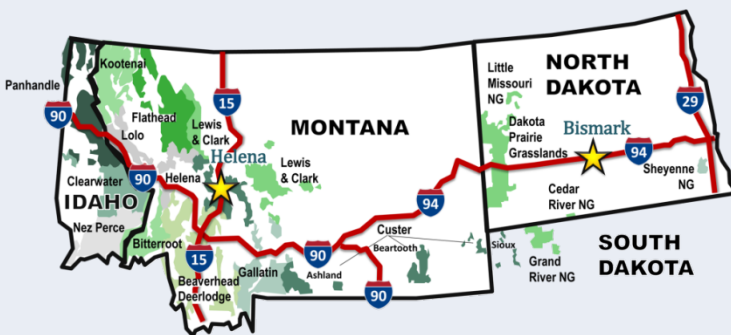 Kootenai
Panhandle
90
Flathead
Lolo
15
Lewis
& Clark
Helena
MONTANA
Lewis
& Clark
Clearwater
90
Helena
IDAHO
Nez Perce
Bitterroot
15
Beaverhead
Deerlodge
Gallatin
90
Ashland
Custer
Beartooth
94
90
Sioux
NORTH
DAKOTA
Little
Missouri
NG
29
Dakota
Prairie
Grasslands
Bismark
94
Sheyenne
NG
Cedar
River NG
Grand
River NG
SOUTH
DAKOTA